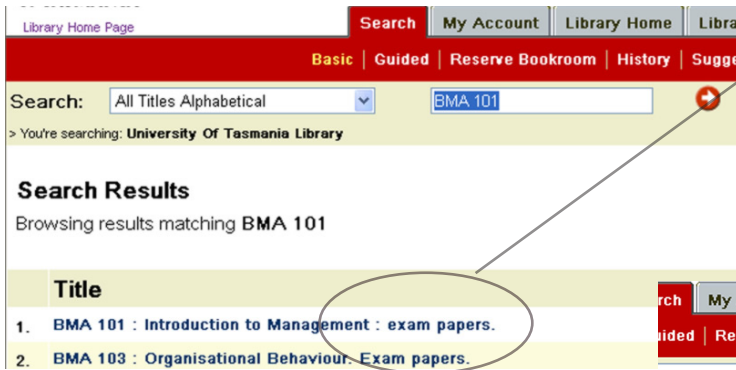 Library Home Page
Search My Account Library Home Libra
Basic | Guided | Reserve Bookroom | History | Sugge
Search: All Titles Alphabetical BMA 101
> You're searching: University Of Tasmania Library
Search Results
Browsing results matching BMA 101
Title
1. BMA 101 : Introduction to Management : exam papers.
2. BMA 103 : Organisational Behaviour. Exam papers.
rch My
uided | Re